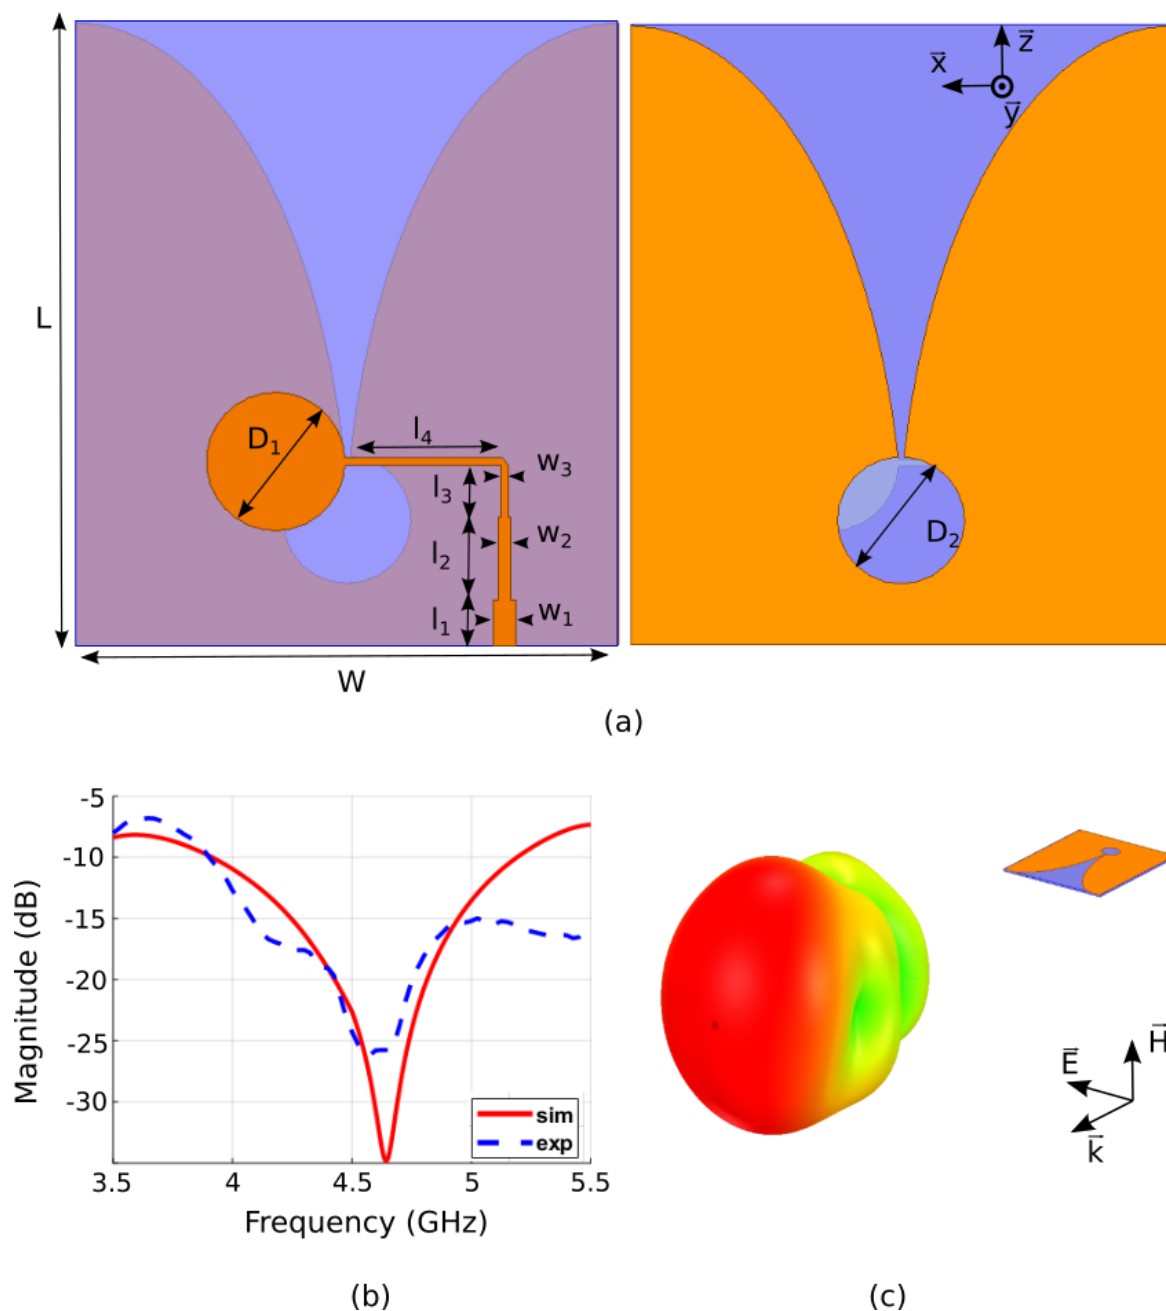 L
W
D₁
l₄
l₃
l₂
l₁
w₃
w₂
w₁
x⃗
z⃗
y⃗
D₂
(a)
Magnitude (dB)
-5
-10
-15
-20
-25
-30
3.5 4 4.5 5 5.5
Frequency (GHz)
sim
exp
(b)
H⃗
E⃗
k⃗
(c)